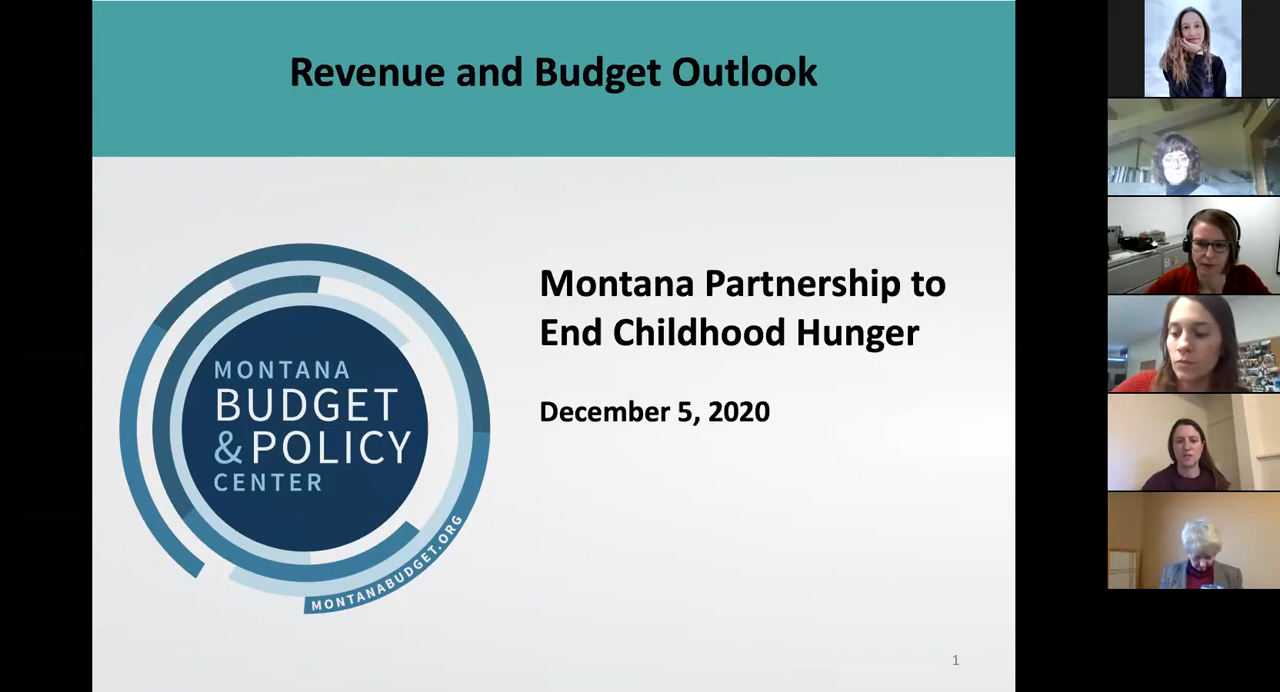 Revenue and Budget Outlook
Montana Partnership to
End Childhood Hunger
December 5, 2020
MONTANA
BUDGET
& POLICY
CENTER
MONTANABUDGET.ORG
1